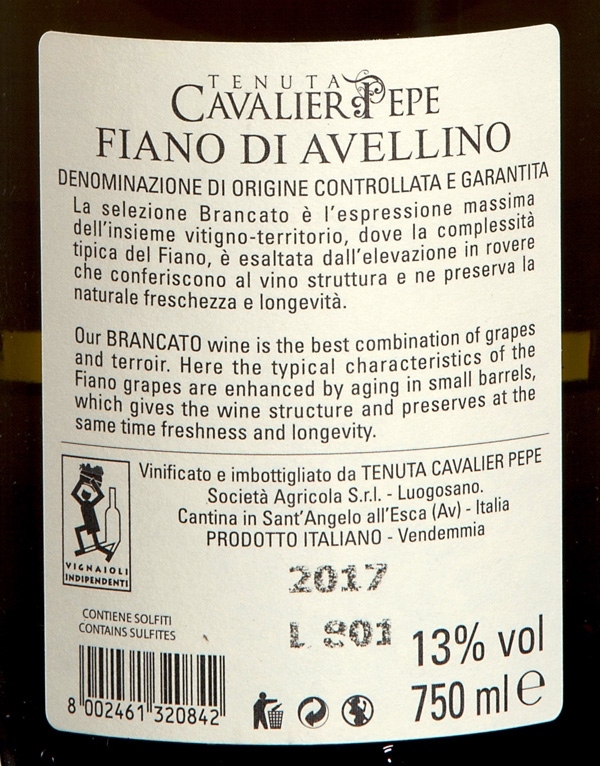 TENUTA
CAVALIER PEPE
FIANO DI AVELLINO
DENOMINAZIONE DI ORIGINE CONTROLLATA E GARANTITA
La selezione Brancato è l'espressione massima
dell'insieme vitigno-territorio, dove la complessità
tipica del Fiano, è esaltata dall'elevazione in rovere
che conferiscono al vino struttura e ne preserva la
naturale freschezza e longevità.
Our BRANCATO wine is the best combination of grapes
and terroir. Here the typical characteristics of the
Fiano grapes are enhanced by aging in small barrels,
which gives the wine structure and preserves at the
same time freshness and longevity.
Vinificato e imbottigliato da TENUTA CAVALIER PEPE
Società Agricola S.r.l. - Luogosano.
Cantina in Sant'Angelo all'Esca (Av) - Italia
PRODOTTO ITALIANO - Vendemmia
VIGNAIOLI
INDIPENDENTI
2017
L 801
CONTIENE SOLFITI
CONTAINS SULFITES
13% vol
750 ml e
8 002461 320842